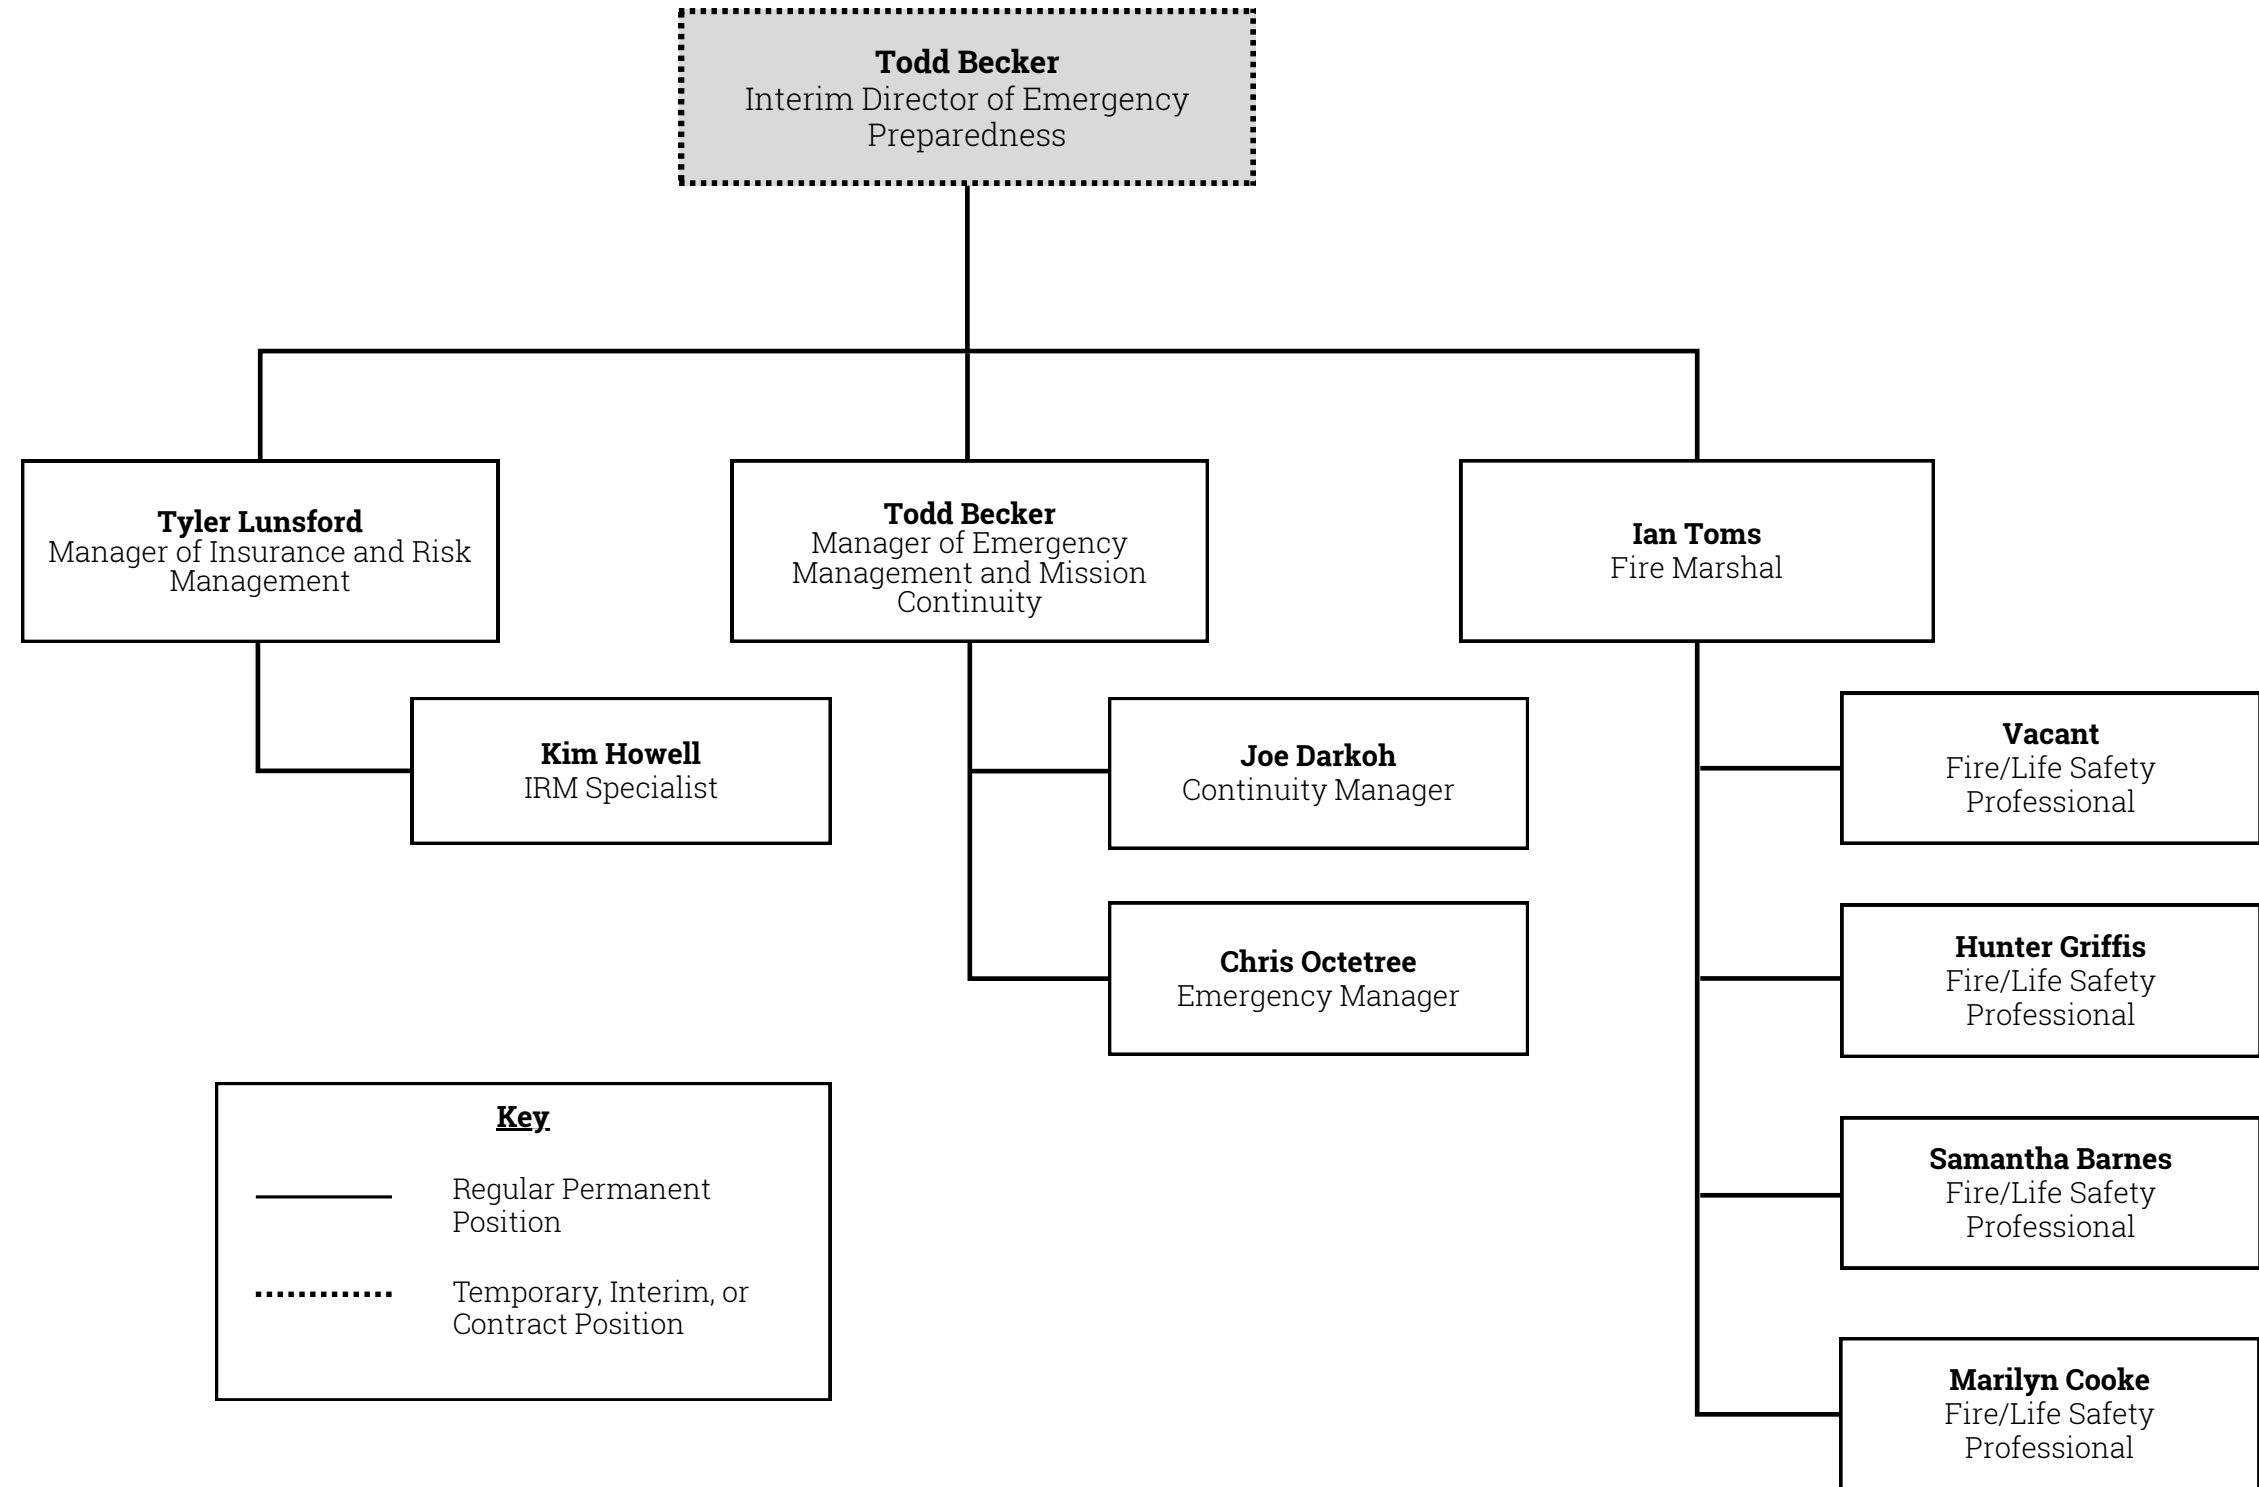 Todd Becker
Interim Director of Emergency
Preparedness
Tyler Lunsford
Manager of Insurance and Risk
Management
Todd Becker
Manager of Emergency
Management and Mission
Continuity
Ian Toms
Fire Marshal
Kim Howell
IRM Specialist
Joe Darkoh
Continuity Manager
Chris Octetree
Emergency Manager
Vacant
Fire/Life Safety
Professional
Hunter Griffis
Fire/Life Safety
Professional
Samantha Barnes
Fire/Life Safety
Professional
Marilyn Cooke
Fire/Life Safety
Professional
Key
Regular Permanent
Position
Temporary, Interim, or
Contract Position